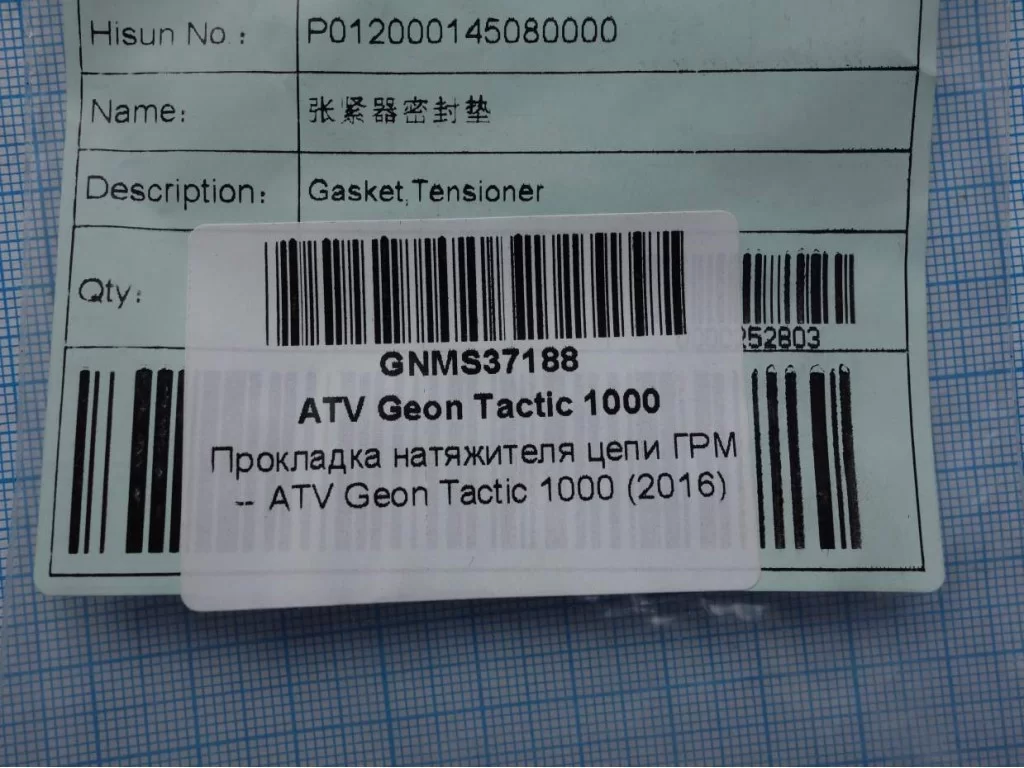 Hisun No.: P012000145080000
Name: 张紧器密封垫
Description: Gasket,Tensioner
Qty:
252803
GNMS37188
ATV Geon Tactic 1000
Прокладка натяжителя цепи ГРМ
-- ATV Geon Tactic 1000 (2016)